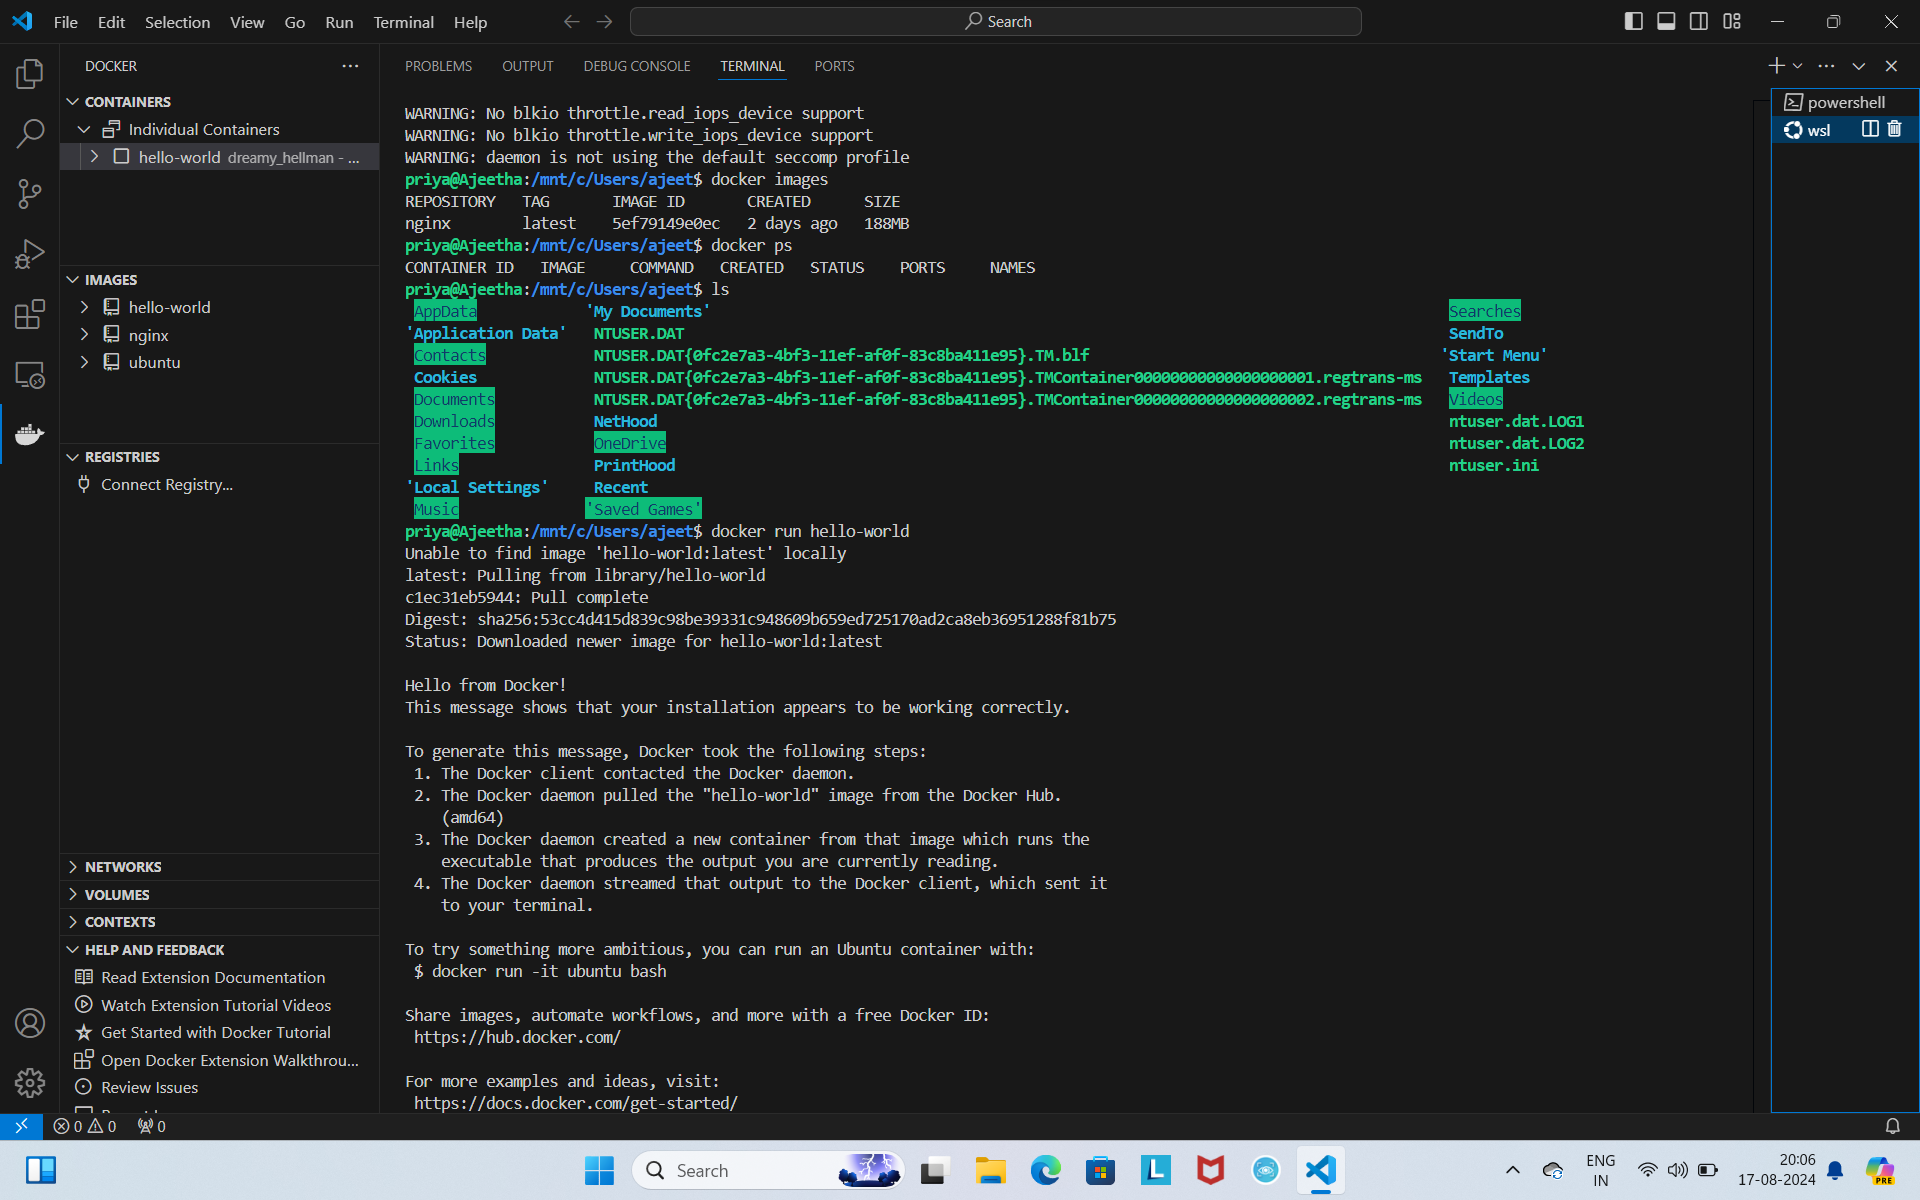 File Edit Selection View Go Run Terminal Help
Search
DOCKER
CONTAINERS
Individual Containers
hello-world dreamy_hellman - ...
IMAGES
hello-world
nginx
ubuntu
REGISTRIES
Connect Registry...
NETWORKS
VOLUMES
CONTEXTS
HELP AND FEEDBACK
Read Extension Documentation
Watch Extension Tutorial Videos
Get Started with Docker Tutorial
Open Docker Extension Walkthrou...
Review Issues
PROBLEMS OUTPUT DEBUG CONSOLE TERMINAL PORTS
WARNING: No blkio throttle.read_iops_device support
WARNING: No blkio throttle.write_iops_device support
WARNING: daemon is not using the default seccomp profile
priya@Ajeetha:/mnt/c/Users/ajeet$ docker images
REPOSITORY TAG IMAGE ID CREATED SIZE
nginx latest 5ef79149e0ec 2 days ago 188MB
priya@Ajeetha:/mnt/c/Users/ajeet$ docker ps
CONTAINER ID IMAGE COMMAND CREATED STATUS PORTS NAMES
priya@Ajeetha:/mnt/c/Users/ajeet$ ls
AppData 'My Documents' Searches
'Application Data' NTUSER.DAT SendTo
Contacts NTUSER.DAT{0fc2e7a3-4bf3-11ef-af0f-83c8ba411e95}.TM.blf 'Start Menu'
Cookies NTUSER.DAT{0fc2e7a3-4bf3-11ef-af0f-83c8ba411e95}.TMContainer00000000000000000001.regtrans-ms Templates
Documents NTUSER.DAT{0fc2e7a3-4bf3-11ef-af0f-83c8ba411e95}.TMContainer00000000000000000002.regtrans-ms Videos
Downloads NetHood ntuser.dat.LOG1
Favorites OneDrive ntuser.dat.LOG2
Links PrintHood ntuser.ini
'Local Settings' Recent
Music 'Saved Games'
priya@Ajeetha:/mnt/c/Users/ajeet$ docker run hello-world
Unable to find image 'hello-world:latest' locally
latest: Pulling from library/hello-world
c1ec31eb5944: Pull complete
Digest: sha256:53cc4d415d839c98be39331c948609b659ed725170ad2ca8eb36951288f81b75
Status: Downloaded newer image for hello-world:latest
Hello from Docker!
This message shows that your installation appears to be working correctly.
To generate this message, Docker took the following steps:
1. The Docker client contacted the Docker daemon.
2. The Docker daemon pulled the "hello-world" image from the Docker Hub.
(amd64)
3. The Docker daemon created a new container from that image which runs the
executable that produces the output you are currently reading.
4. The Docker daemon streamed that output to the Docker client, which sent it
to your terminal.
To try something more ambitious, you can run an Ubuntu container with:
$ docker run -it ubuntu bash
Share images, automate workflows, and more with a free Docker ID:
https://hub.docker.com/
For more examples and ideas, visit:
https://docs.docker.com/get-started/
powershell
wsl
0 0 0
Search
ENG
IN
20:06
17-08-2024
PRE